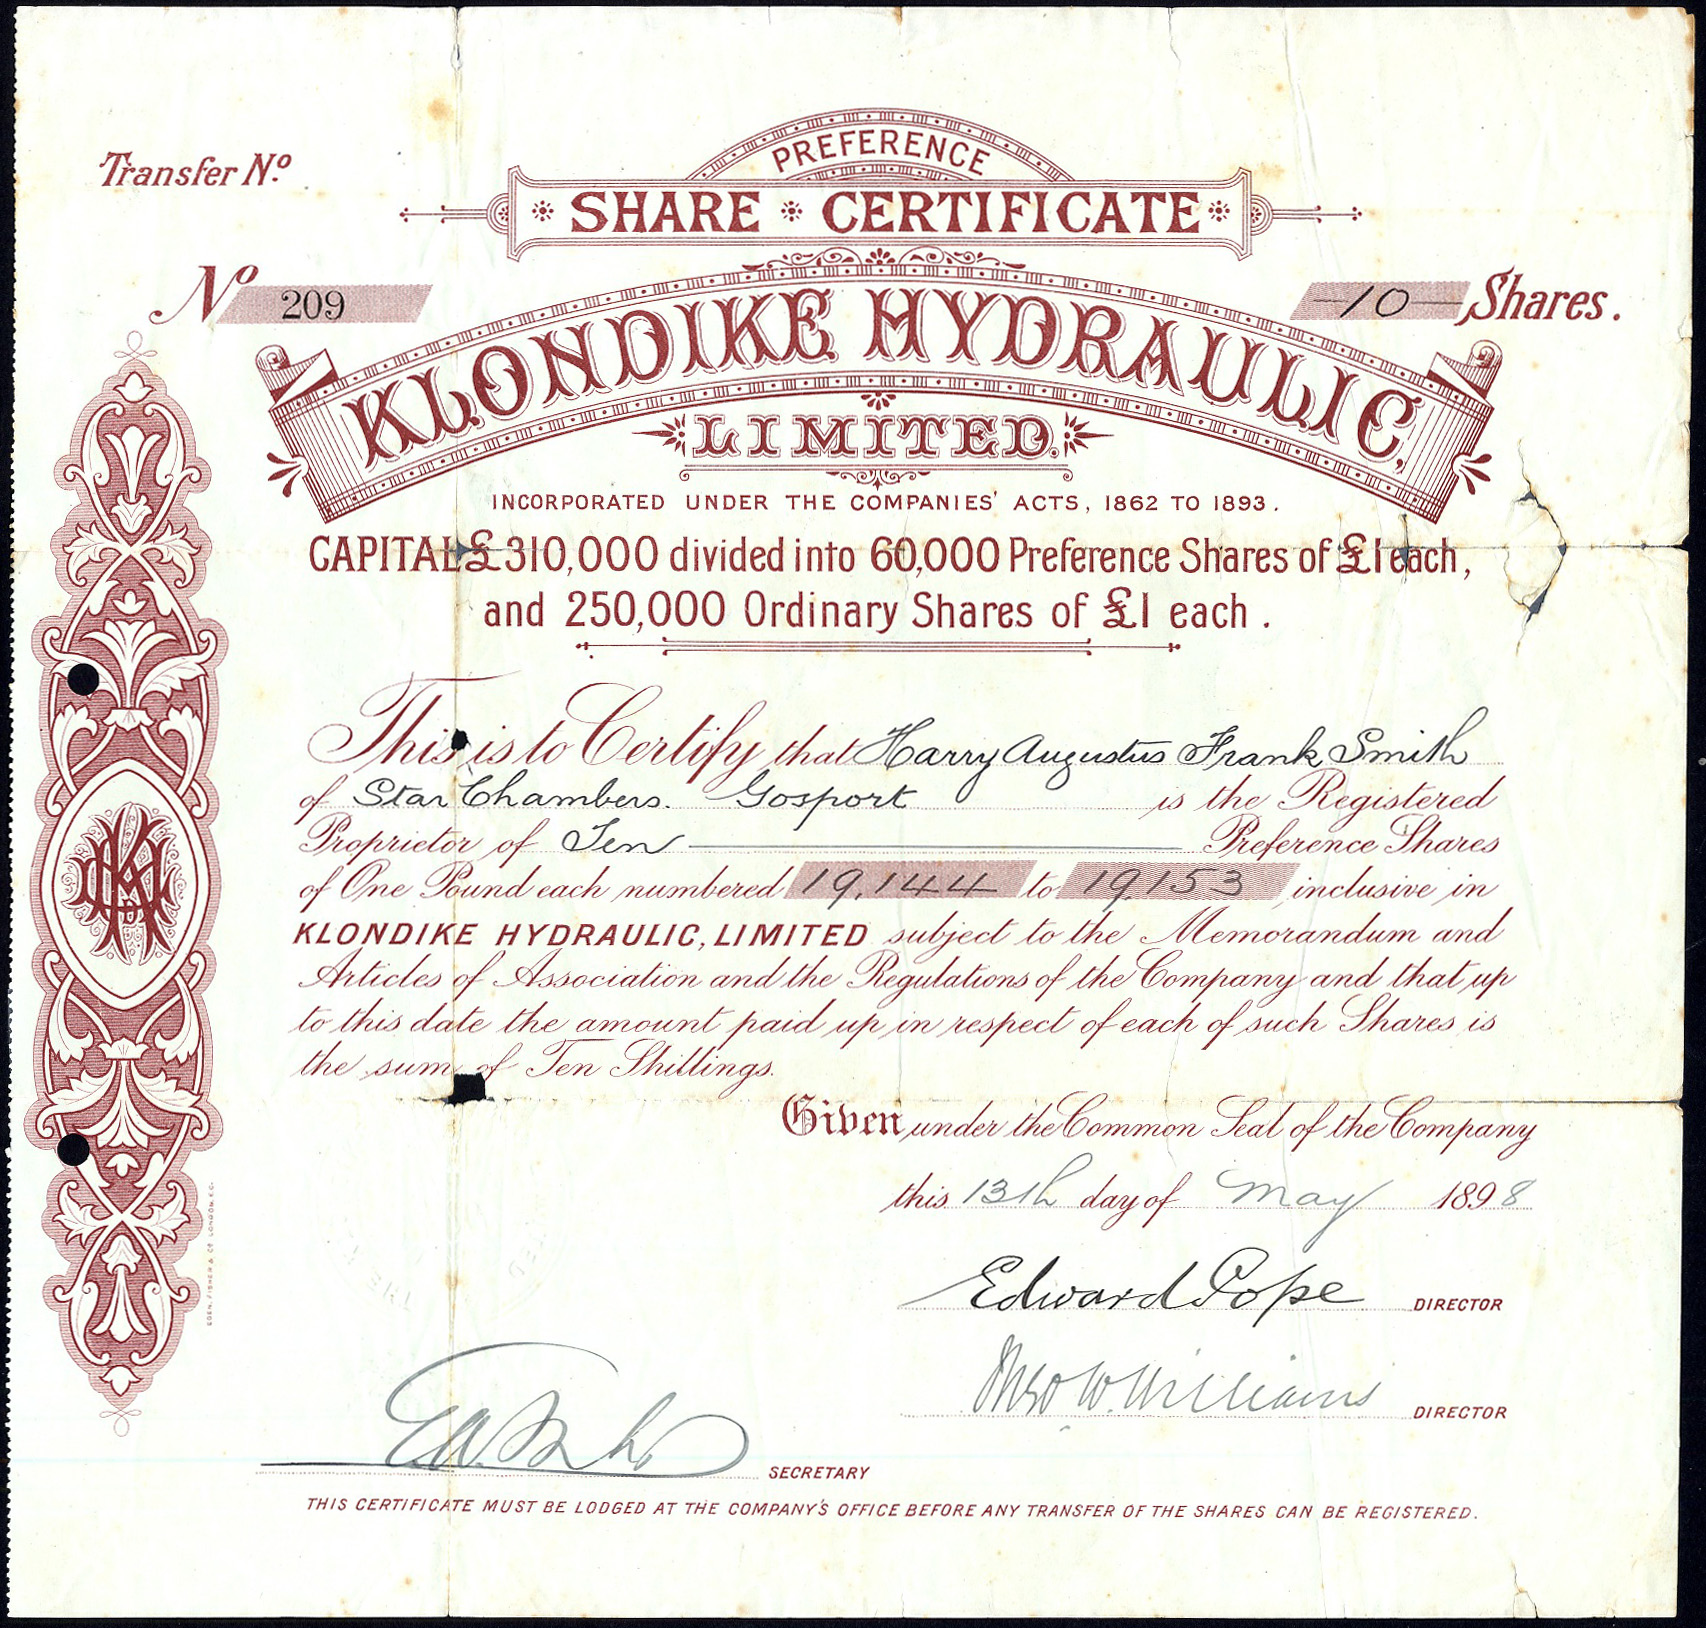 Transfer No.
PREFERENCE
SHARE CERTIFICATE
No 209
10 Shares.
KLONDIKE HYDRAULIC,
LIMITED.
INCORPORATED UNDER THE COMPANIES' ACTS, 1862 TO 1893.
CAPITAL £310,000 divided into 60,000 Preference Shares of £1 each,
and 250,000 Ordinary Shares of £1 each.
This is to Certify that Harry Augustus Frank Smith
of Star Chambers. Gosport is the Registered
Proprietor of Ten Preference Shares
of One Pound each numbered 19,144 to 19,153 inclusive in
KLONDIKE HYDRAULIC, LIMITED subject to the Memorandum and
Articles of Association and the Regulations of the Company and that up
to this date the amount paid up in respect of each of such Shares is
the sum of Ten Shillings.
Given under the Common Seal of the Company
this 13th day of May 1898
Edward Pope DIRECTOR
W. Williams DIRECTOR
SECRETARY
THIS CERTIFICATE MUST BE LODGED AT THE COMPANY'S OFFICE BEFORE ANY TRANSFER OF THE SHARES CAN BE REGISTERED.
FISHER & Co LONDON. E.C.